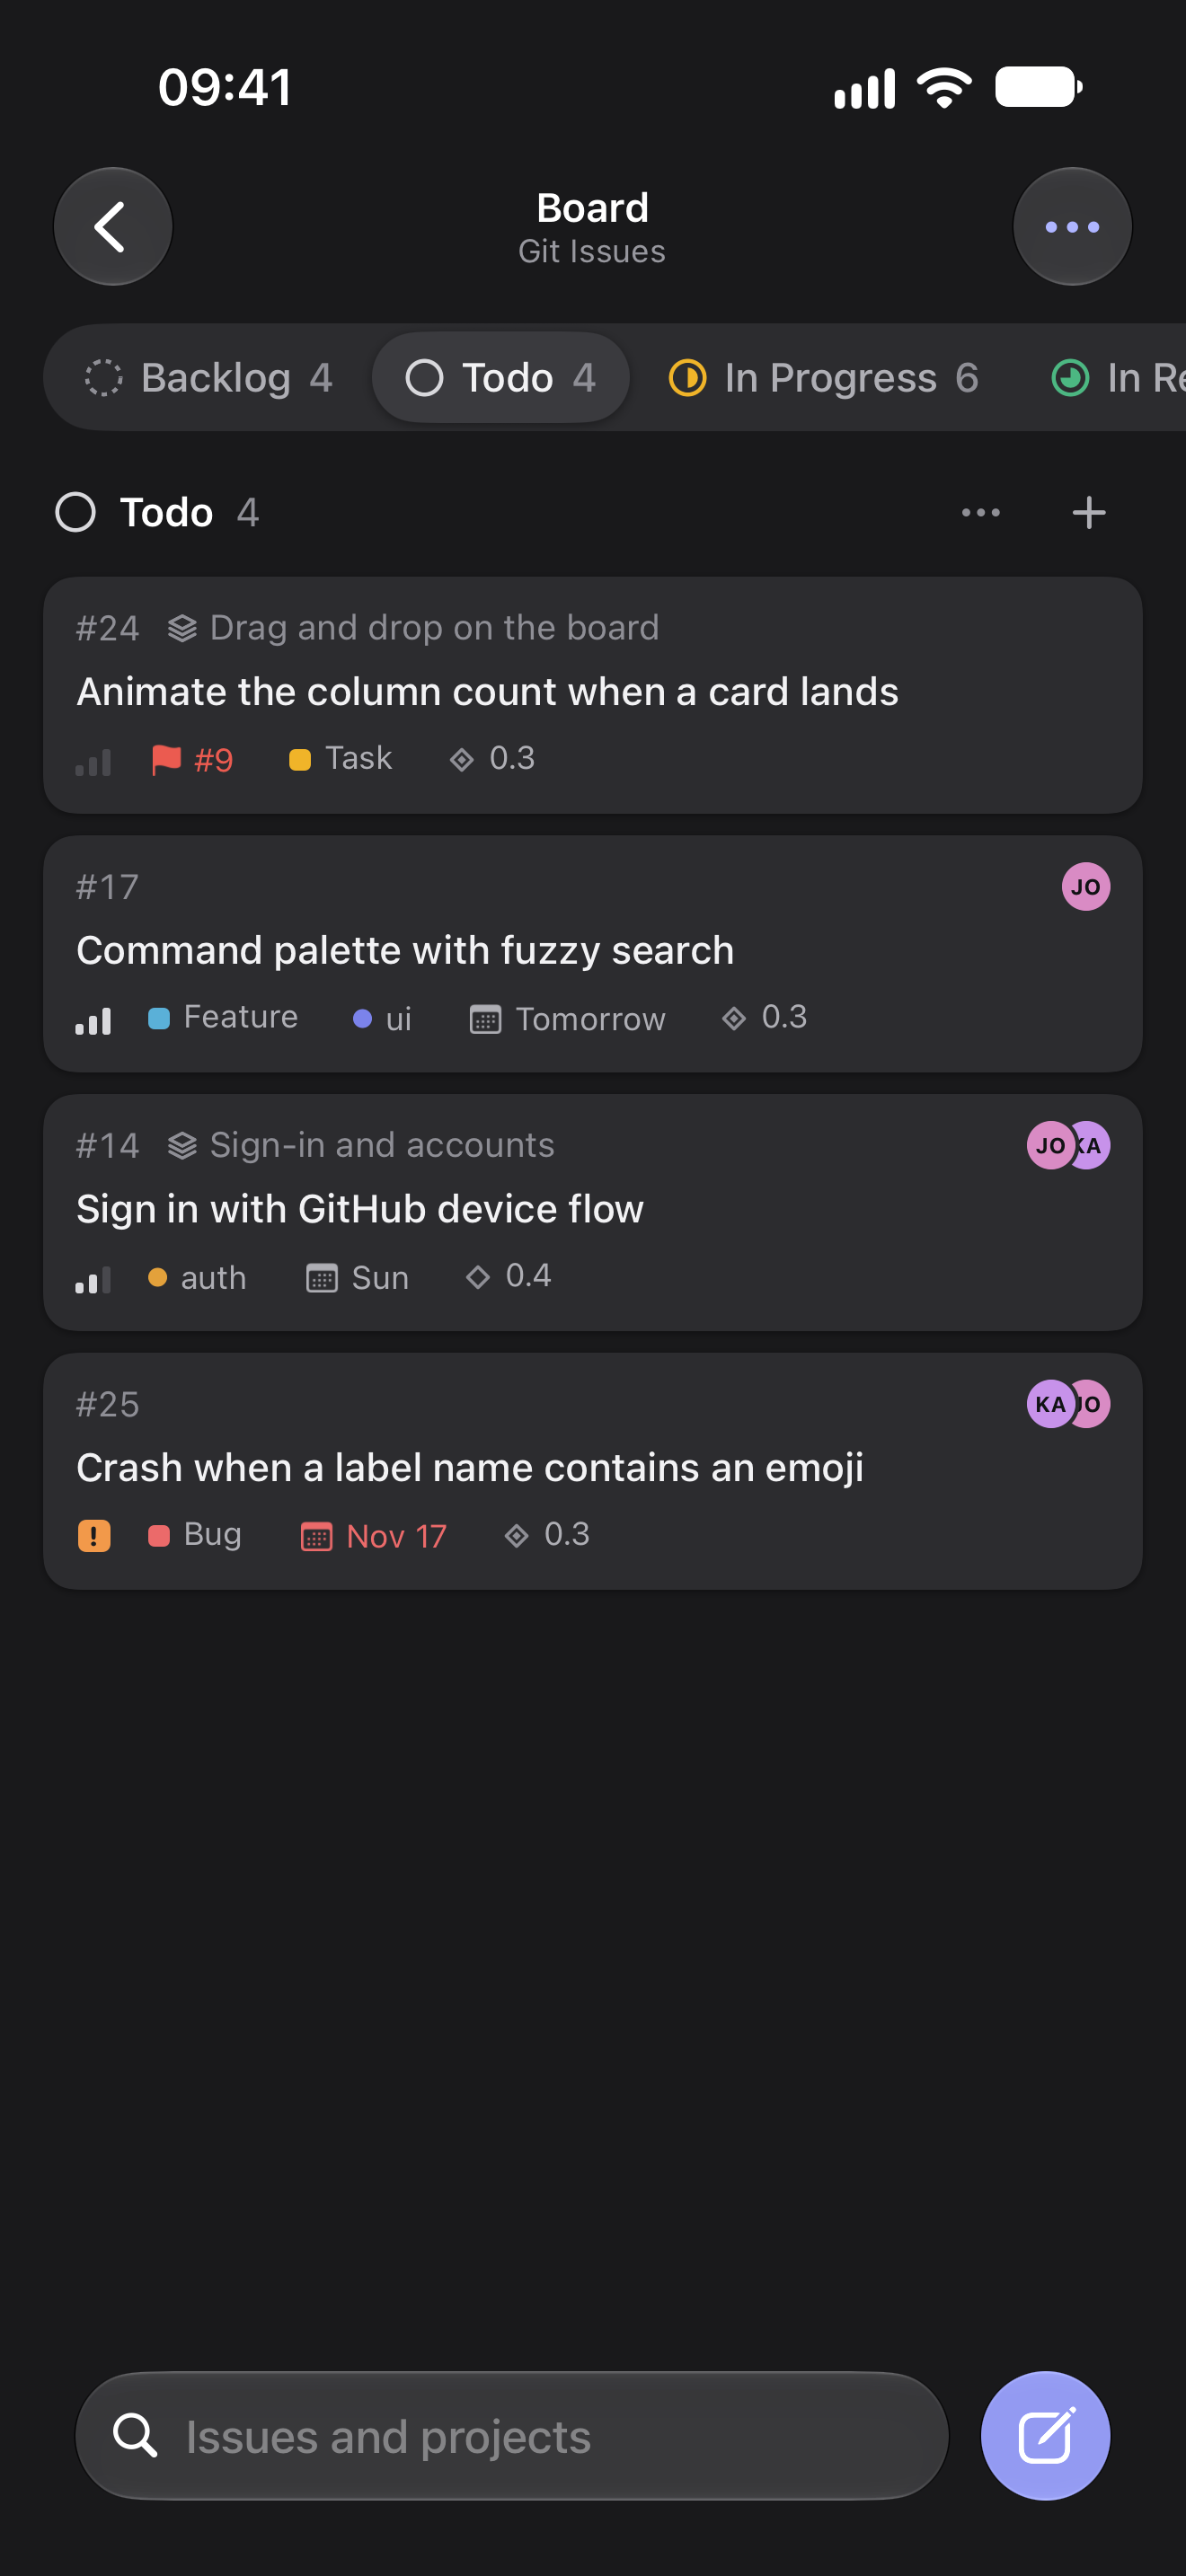 09:41
Board
Git Issues
Backlog 4 Todo 4 In Progress 6 In Re
Todo 4
#24 Drag and drop on the board
Animate the column count when a card lands
#9 Task 0.3
#17 JO
Command palette with fuzzy search
Feature ui Tomorrow 0.3
#14 Sign-in and accounts JO KA
Sign in with GitHub device flow
auth Sun 0.4
#25 KA JO
Crash when a label name contains an emoji
Bug Nov 17 0.3
Issues and projects